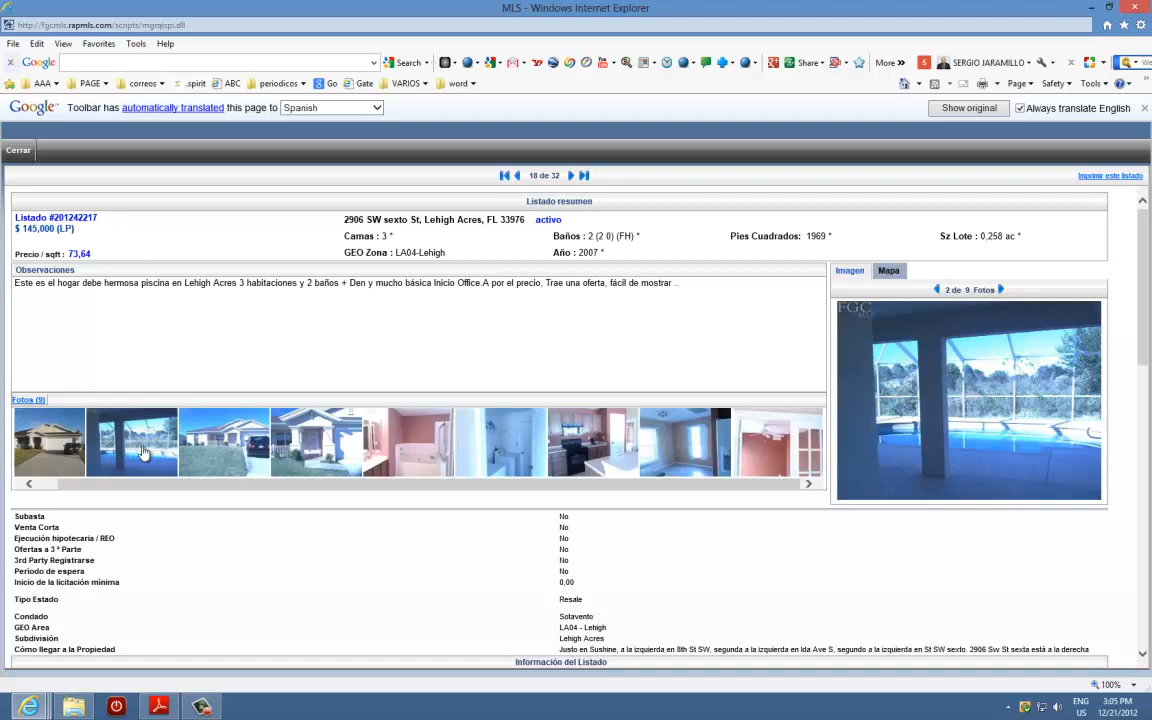 MLS - Windows Internet Explorer
http://fgcmls.rapmls.com/scripts/mgrqispi.dll
File Edit View Favorites Tools Help
x Google Search More » 5 SERGIO JARAMILLO
AAA PAGE correos .spirit ABC periodicos Go Gate VARIOS word Page Safety Tools
Google Toolbar has automatically translated this page to Spanish Show original Always translate English
Cerrar
18 de 32 Imprimir este listado
Listado resumen
Listado #201242217 2906 SW sexto St, Lehigh Acres, FL 33976 activo
$ 145,000 (LP) Camas : 3 * Baños : 2 (2 0) (FH) * Pies Cuadrados: 1969 * Sz Lote : 0,258 ac *
Precio / sqft : 73,64 GEO Zona : LA04-Lehigh Año : 2007 *
Observaciones Imagen Mapa
Este es el hogar debe hermosa piscina en Lehigh Acres 3 habitaciones y 2 baños + Den y mucho básica Inicio Office.A por el precio, Trae una oferta, fácil de mostrar ..
2 de 9 Fotos
FGC
MLS
Fotos (9)
Subasta No
Venta Corta No
Ejecución hipotecaria / REO No
Ofertas a 3 ª Parte No
3rd Party Registrarse No
Período de espera No
Inicio de la licitación mínima 0,00
Tipo Estado Resale
Condado Sotavento
GEO Area LA04 - Lehigh
Subdivisión Lehigh Acres
Cómo llegar a la Propiedad Justo en Sushine, a la izquierda en 8th St SW, segunda a la izquierda en Ida Ave S, segundo a la izquierda en St SW sexto. 2906 Sw St sexta está a la derecha
Información del Listado
100%
ENG 3:05 PM
US 12/21/2012